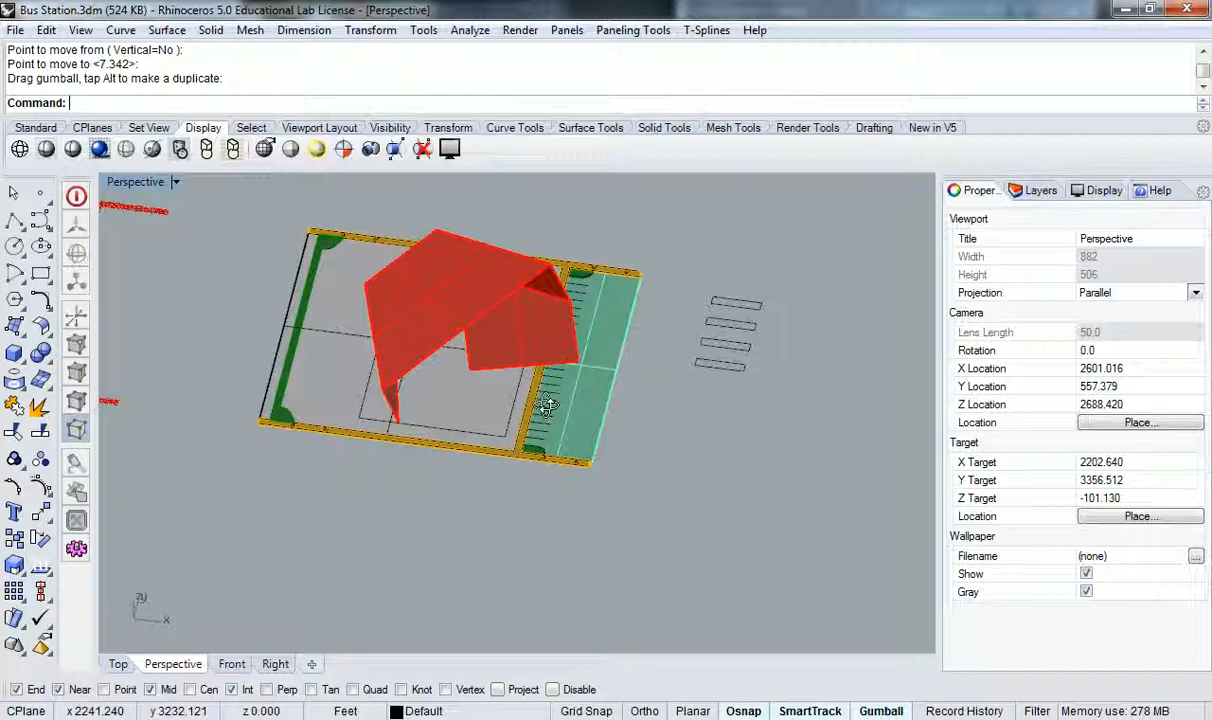 Bus Station.3dm (524 KB) - Rhinoceros 5.0 Educational Lab License - [Perspective]
File Edit View Curve Surface Solid Mesh Dimension Transform Tools Analyze Render Panels Paneling Tools T-Splines Help
Point to move from ( Vertical=No ):
Point to move to <7.342>:
Drag gumball, tap Alt to make a duplicate:
Command:
Standard CPlanes Set View Display Select Viewport Layout Visibility Transform Curve Tools Surface Tools Solid Tools Mesh Tools Render Tools Drafting New in V5
Perspective
Proper... Layers Display Help
Viewport
Title Perspective
Width 882
Height 506
Projection Parallel
Camera
Lens Length 50.0
Rotation 0.0
X Location 2601.016
Y Location 557.379
Z Location 2688.420
Location Place...
Target
X Target 2202.640
Y Target 3356.512
Z Target -101.130
Location Place...
Wallpaper
Filename (none) ...
Show
Gray
x
Top Perspective Front Right
End Near Point Mid Cen Int Perp Tan Quad Knot Vertex Project Disable
CPlane x 2241.240 y 3232.121 z 0.000 Feet Default Grid Snap Ortho Planar Osnap SmartTrack Gumball Record History Filter Memory use: 278 MB